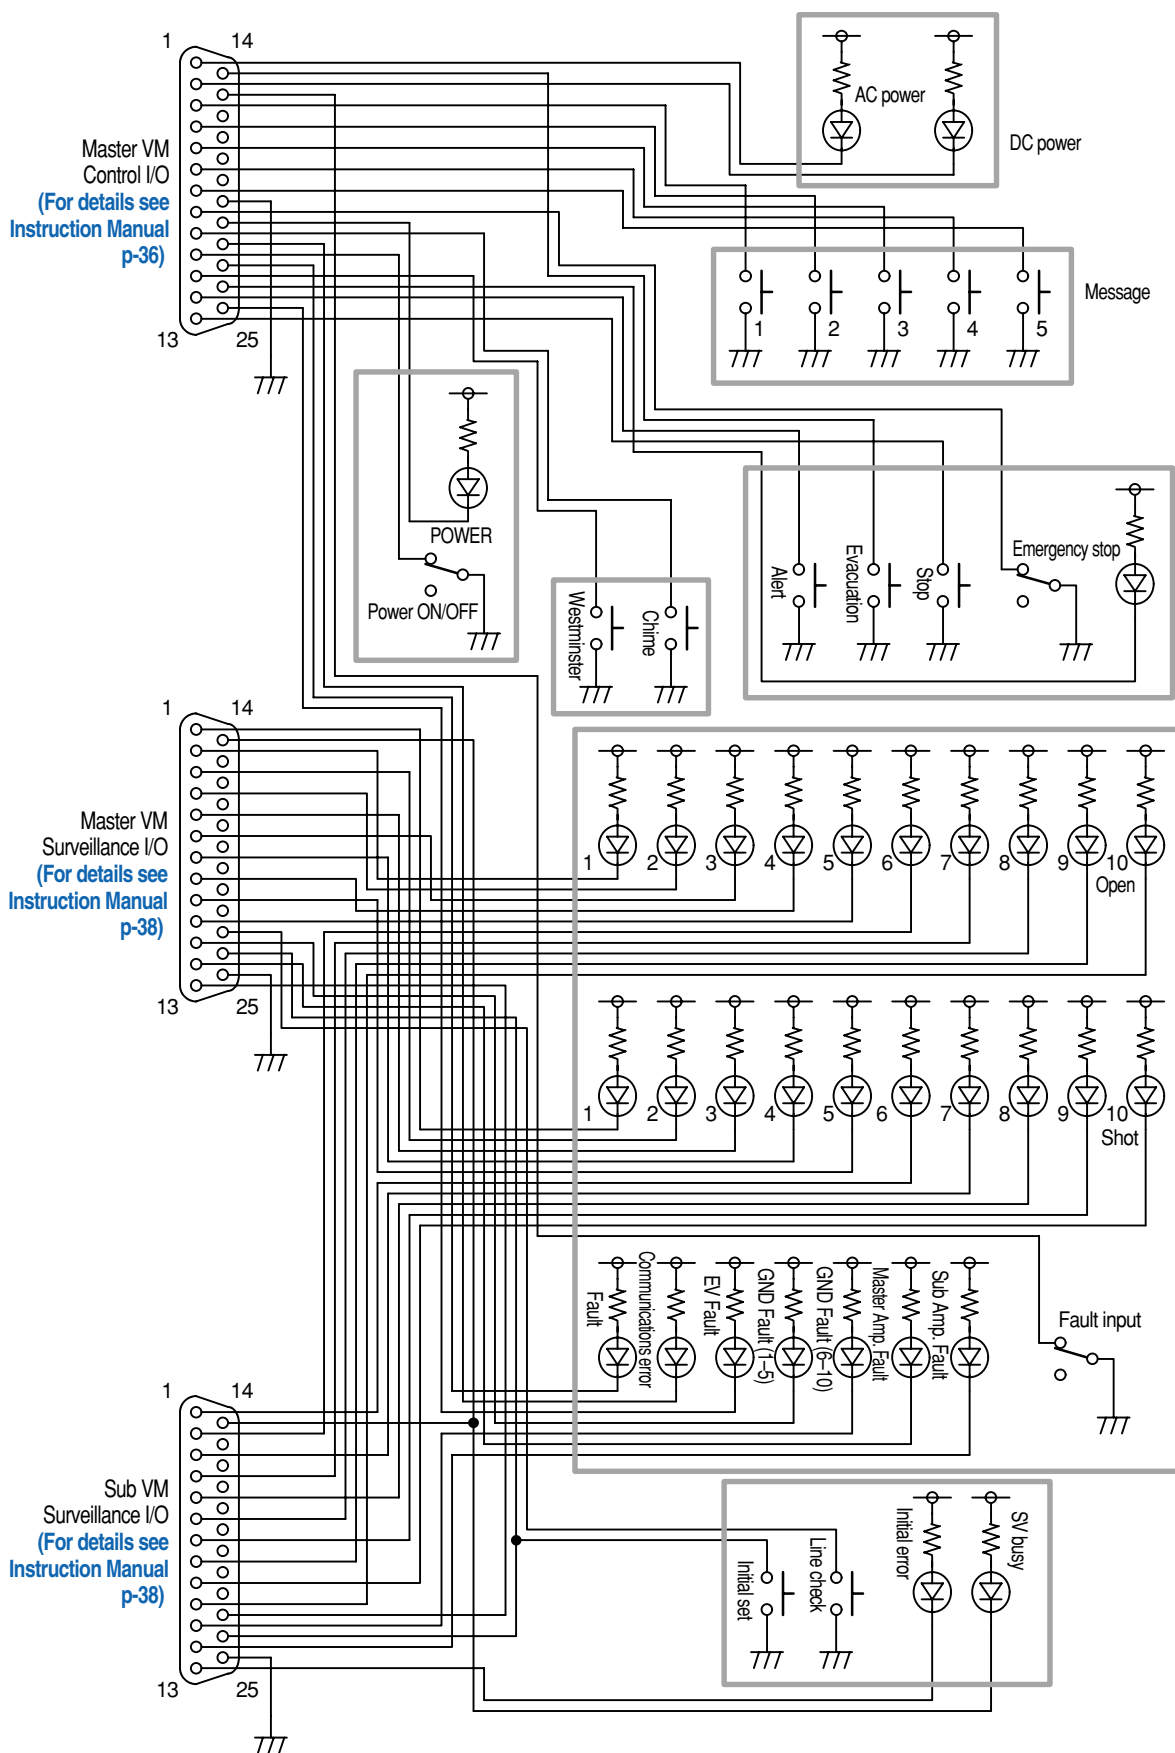 1
14
AC power
DC power
Master VM
Control I/O
(For details see
Instruction Manual
p-36)
13
25
1
2
3
4
5
Message
POWER
Power ON/OFF
Westminster
Chime
Alert
Evacuation
Stop
Emergency stop
1
14
Master VM
Surveillance I/O
(For details see
Instruction Manual
p-38)
13
25
1
2
3
4
5
6
7
8
9
10
Open
1
2
3
4
5
6
7
8
9
10
Shot
Fault
Communications error
EV Fault
GND Fault (1–5)
GND Fault (6–10)
Master Amp. Fault
Sub Amp. Fault
Fault input
1
14
Sub VM
Surveillance I/O
(For details see
Instruction Manual
p-38)
13
25
Initial set
Line check
Initial error
SV busy